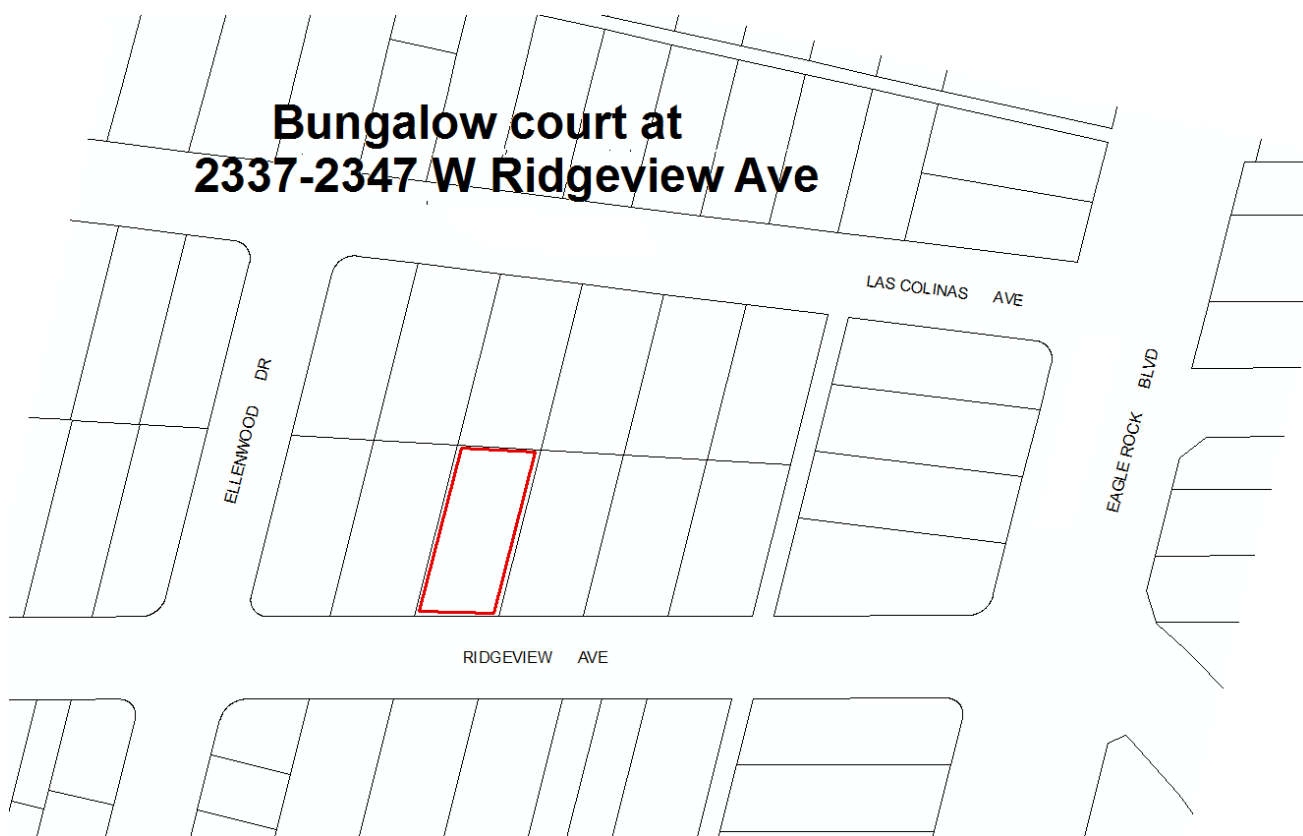 Bungalow court at
2337-2347 W Ridgeview Ave
LAS COLINAS AVE
ELLENWOOD DR
EAGLE ROCK BLVD
RIDGEVIEW AVE